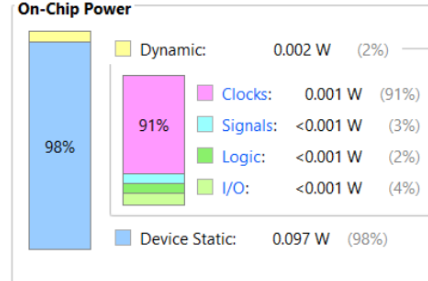 On-Chip Power
Dynamic: 0.002 W (2%)
Clocks: 0.001 W (91%)
91%
Signals: <0.001 W (3%)
98%
Logic: <0.001 W (2%)
I/O: <0.001 W (4%)
Device Static: 0.097 W (98%)